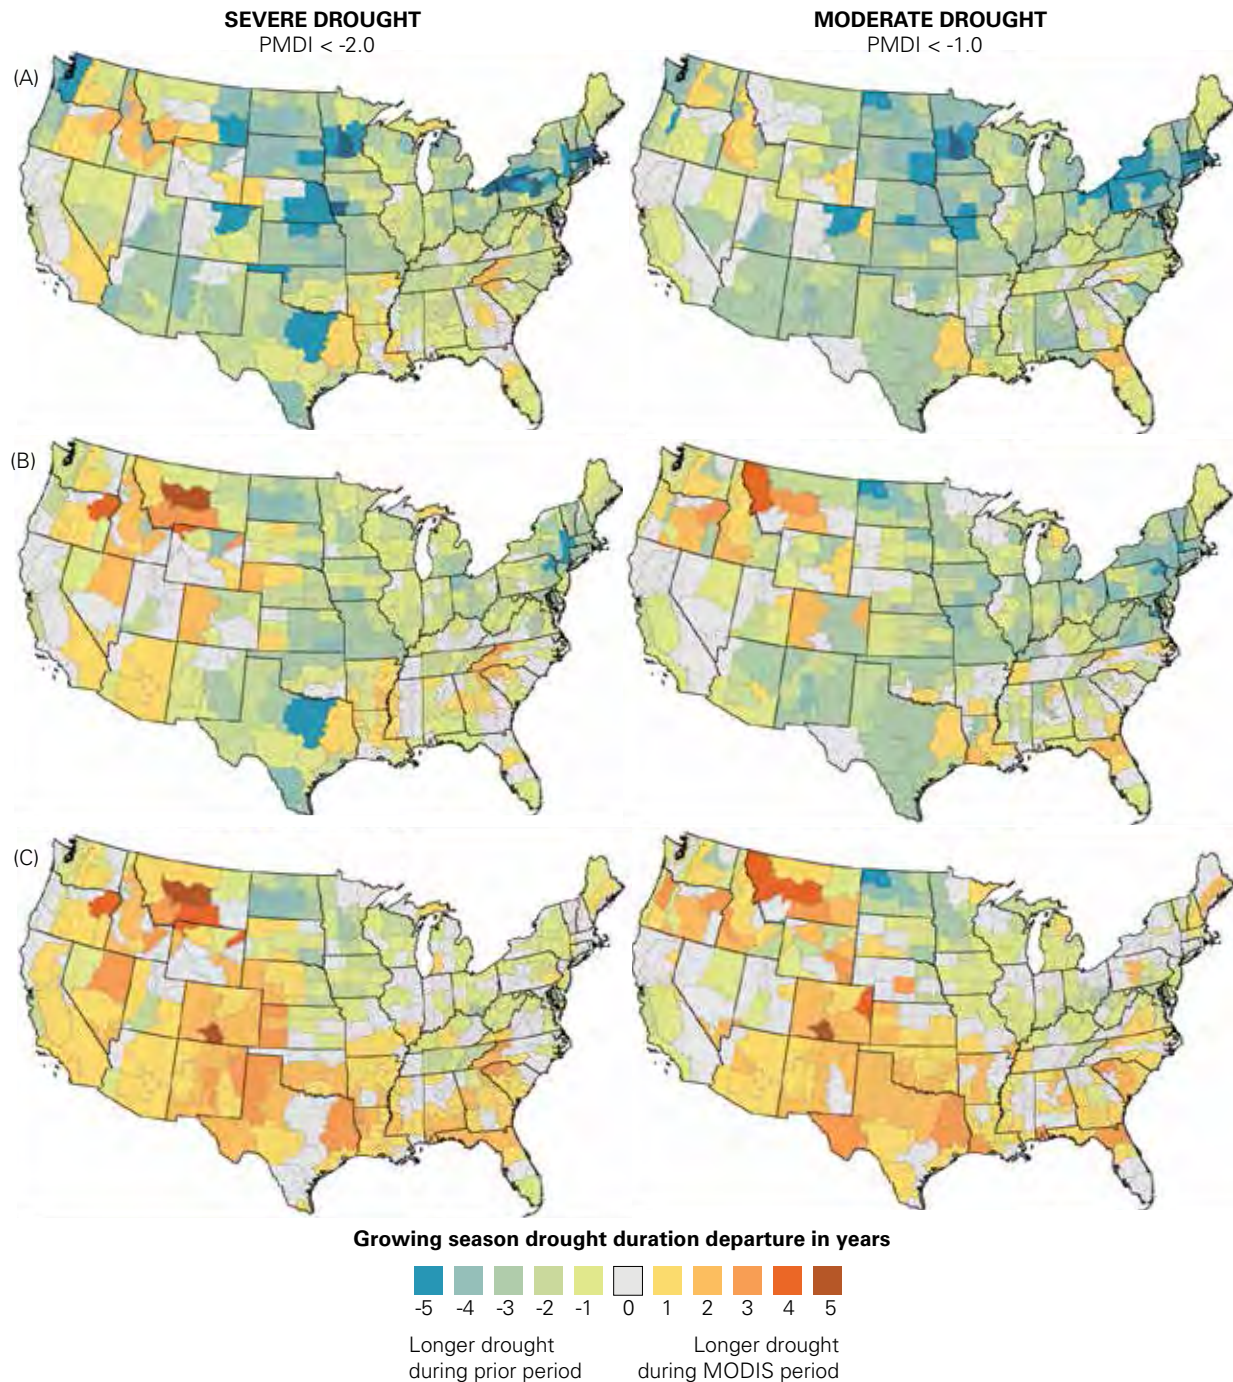 SEVERE DROUGHT
PMDI < -2.0
MODERATE DROUGHT
PMDI < -1.0
(A)
(B)
(C)
Growing season drought duration departure in years
-5 -4 -3 -2 -1 0 1 2 3 4 5
Longer drought
during prior period
Longer drought
during MODIS period